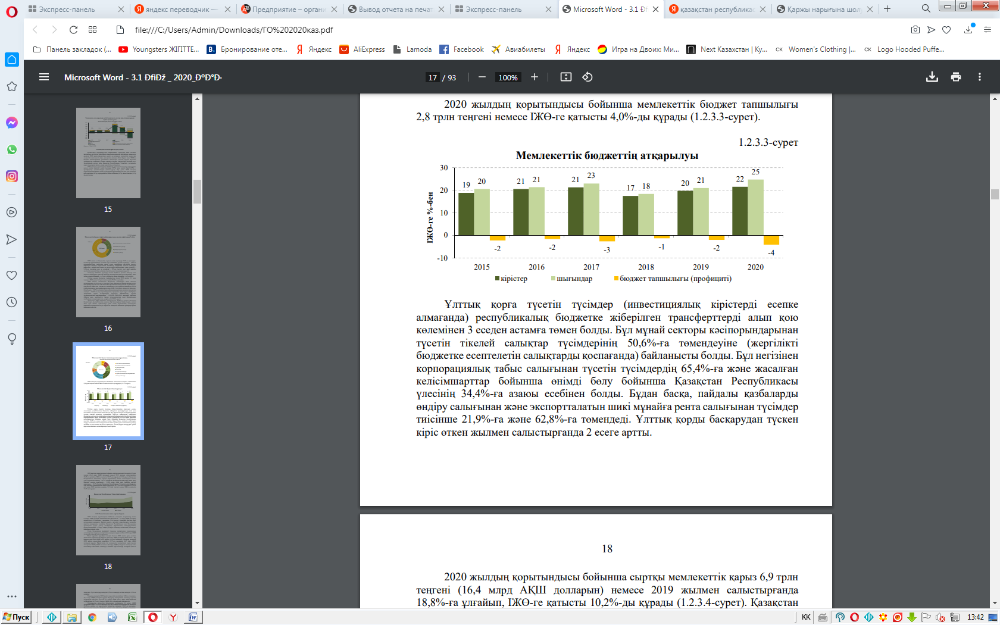 Экспресс-панель
яндекс переводчик —
Предприятие – органи
Вывод отчета на печат
Экспресс-панель
Microsoft Word - 3.1 Ðf
қазақстан республикас
Қаржы нарығына шолу
file:///C:/Users/Admin/Downloads/ГО%202020каз.pdf
Панель закладок (...
Youngsters ЖІГІТТЕ...
Бронирование оте...
Яндекс
AliExpress
Lamoda
Facebook
Авиабилеты
Яндекс
Игра на Двоих: Ми...
Next Казахстан | Ку...
CK Women's Clothing |...
CK Logo Hooded Puffe...
Microsoft Word - 3.1 ÐfiÐž _ 2020_ÐºÐ°Ð·
17 / 93
100%
15
16
17
18
2020 жылдың қорытындысы бойынша мемлекеттік бюджет тапшылығы
2,8 трлн теңгені немесе ІЖӨ-ге қатысты 4,0%-ды құрады (1.2.3.3-сурет).
1.2.3.3-сурет
Мемлекеттік бюджеттің атқарылуы
ІЖӨ-ге %-бен
30
20
10
0
-10
19 20 21 21 21 23 17 18 20 21 22 25
-2 -2 -3 -1 -2 -4
2015 2016 2017 2018 2019 2020
кірістер шығындар бюджет тапшылығы (профициті)
Ұлттық қорға түсетін түсімдер (инвестициялық кірістерді есепке
алмағанда) республикалық бюджетке жіберілген трансферттерді алып қою
көлемінен 3 еседен астамға төмен болды. Бұл мұнай секторы кәсіпорындарынан
түсетін тікелей салықтар түсімдерінің 50,6%-ға төмендеуіне (жергілікті
бюджетке есептелетін салықтарды қоспағанда) байланысты болды. Бұл негізінен
корпорациялық табыс салығынан түсетін түсімдердің 65,4%-ға және жасалған
келісімшарттар бойынша өнімді бөлу бойынша Қазақстан Республикасы
үлесінің 34,4%-ға азаюы есебінен болды. Бұдан басқа, пайдалы қазбаларды
өндіру салығынан және экспортталатын шикі мұнайға рента салығынан түсімдер
тиісінше 21,9%-ға және 62,8%-ға төмендеді. Ұлттық қорды басқарудан түскен
кіріс өткен жылмен салыстырғанда 2 есеге артты.
18
2020 жылдың қорытындысы бойынша сыртқы мемлекеттік қарыз 6,9 трлн
теңгені (16,4 млрд АҚШ долларын) немесе 2019 жылмен салыстырғанда
18,8%-ға ұлғайып, ІЖӨ-ге қатысты 10,2%-ды құрады (1.2.3.4-сурет). Қазақстан
Пуск
KK
13:42